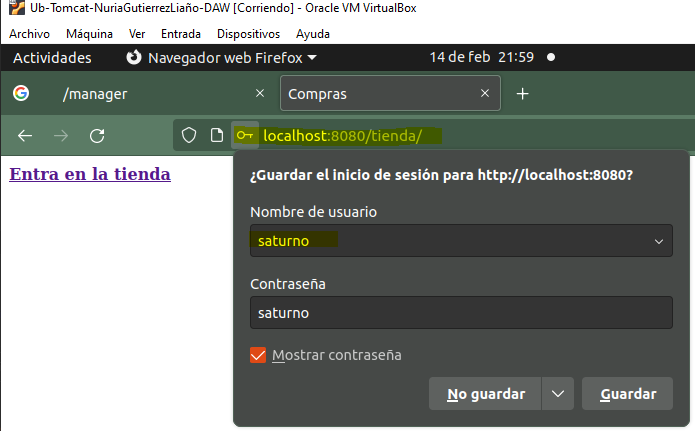 Ub-Tomcat-NuriaGutierrezLiaño-DAW [Corriendo] - Oracle VM VirtualBox
Archivo Máquina Ver Entrada Dispositivos Ayuda
Actividades Navegador web Firefox 14 de feb 21:59
/manager Compras
localhost:8080/tienda/
Entra en la tienda
¿Guardar el inicio de sesión para http://localhost:8080?
Nombre de usuario
saturno
Contraseña
saturno
Mostrar contraseña
No guardar Guardar